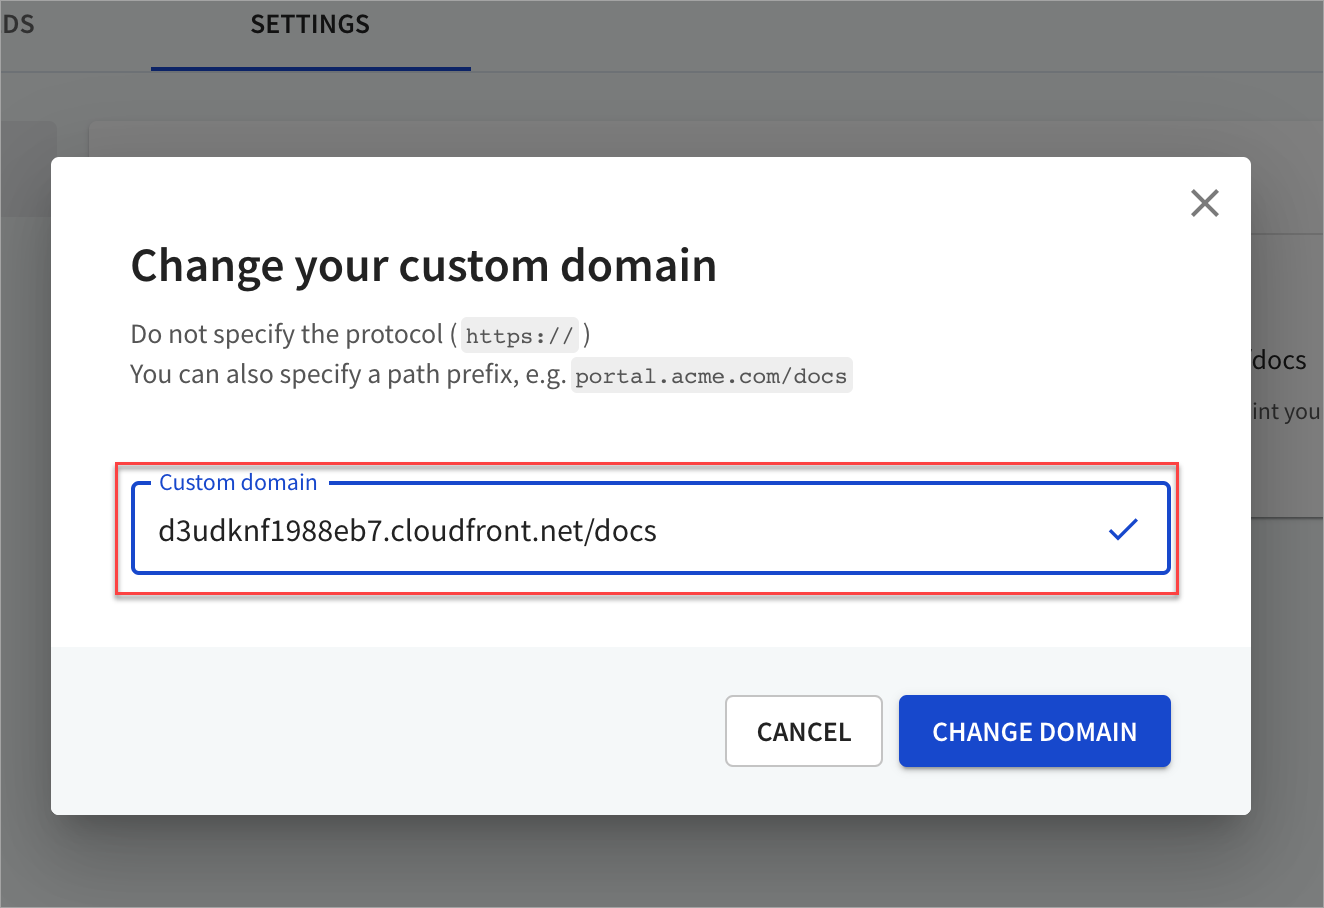 DS
SETTINGS
Change your custom domain
Do not specify the protocol ( https:// )
You can also specify a path prefix, e.g. portal.acme.com/docs
/docs
int you
Custom domain
d3udknf1988eb7.cloudfront.net/docs
CANCEL
CHANGE DOMAIN